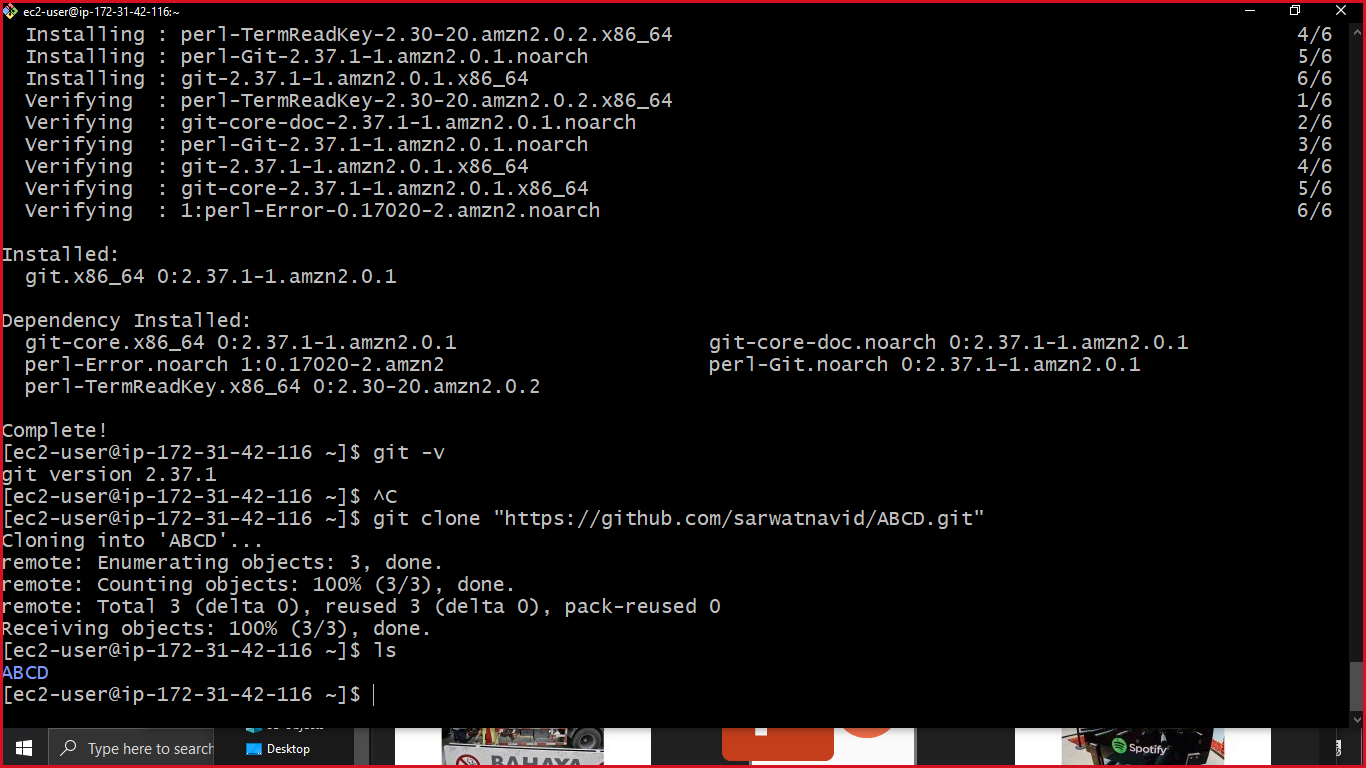 ec2-user@ip-172-31-42-116:~
Installing : perl-TermReadKey-2.30-20.amzn2.0.2.x86_64 4/6
Installing : perl-Git-2.37.1-1.amzn2.0.1.noarch 5/6
Installing : git-2.37.1-1.amzn2.0.1.x86_64 6/6
Verifying : perl-TermReadKey-2.30-20.amzn2.0.2.x86_64 1/6
Verifying : git-core-doc-2.37.1-1.amzn2.0.1.noarch 2/6
Verifying : perl-Git-2.37.1-1.amzn2.0.1.noarch 3/6
Verifying : git-2.37.1-1.amzn2.0.1.x86_64 4/6
Verifying : git-core-2.37.1-1.amzn2.0.1.x86_64 5/6
Verifying : 1:perl-Error-0.17020-2.amzn2.noarch 6/6
Installed:
git.x86_64 0:2.37.1-1.amzn2.0.1
Dependency Installed:
git-core.x86_64 0:2.37.1-1.amzn2.0.1 git-core-doc.noarch 0:2.37.1-1.amzn2.0.1
perl-Error.noarch 1:0.17020-2.amzn2 perl-Git.noarch 0:2.37.1-1.amzn2.0.1
perl-TermReadKey.x86_64 0:2.30-20.amzn2.0.2
Complete!
[ec2-user@ip-172-31-42-116 ~]$ git -v
git version 2.37.1
[ec2-user@ip-172-31-42-116 ~]$ ^C
[ec2-user@ip-172-31-42-116 ~]$ git clone "https://github.com/sarwatnavid/ABCD.git"
Cloning into 'ABCD'...
remote: Enumerating objects: 3, done.
remote: Counting objects: 100% (3/3), done.
remote: Total 3 (delta 0), reused 3 (delta 0), pack-reused 0
Receiving objects: 100% (3/3), done.
[ec2-user@ip-172-31-42-116 ~]$ ls
ABCD
[ec2-user@ip-172-31-42-116 ~]$
Type here to search
Desktop
BAHAYA
Spotify